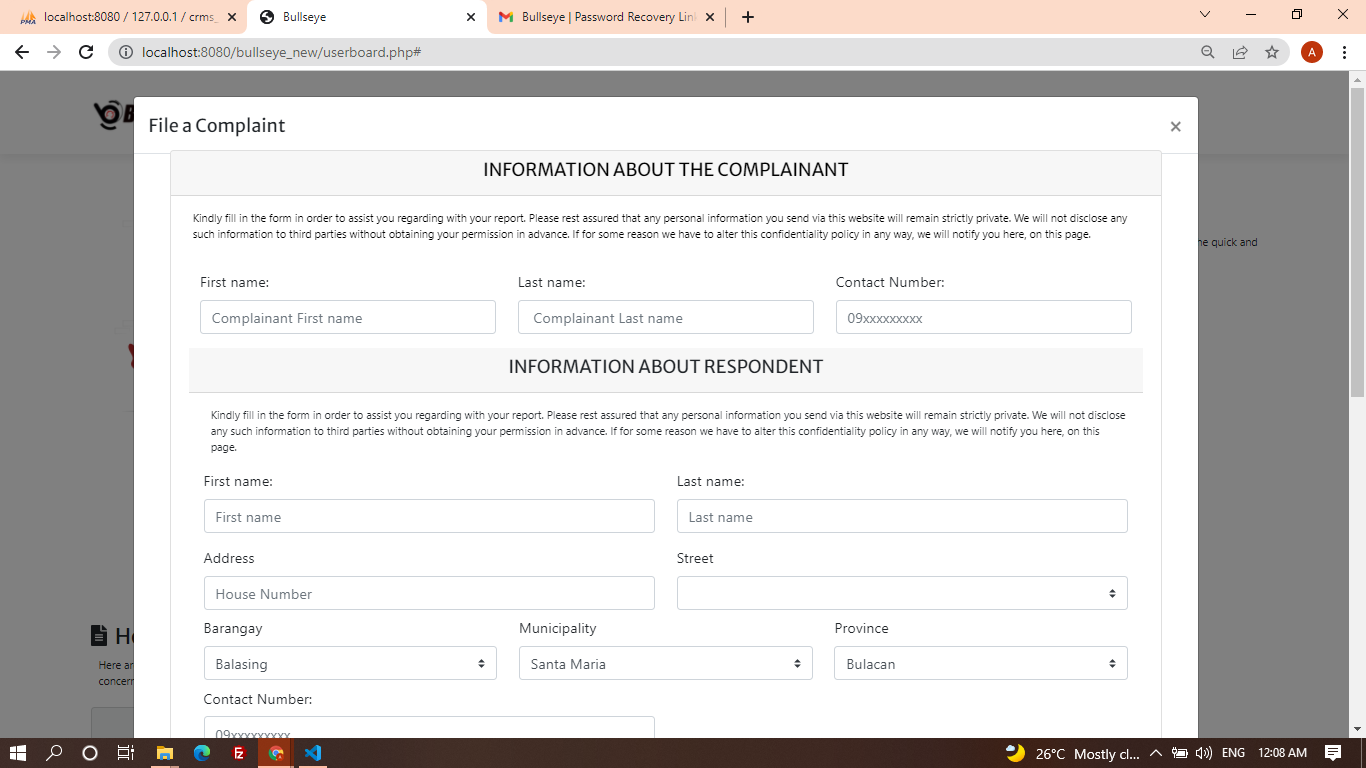 localhost:8080 / 127.0.0.1 / crms_
Bullseye
Bullseye | Password Recovery Lin
localhost:8080/bullseye_new/userboard.php#
A
File a Complaint
×
INFORMATION ABOUT THE COMPLAINANT
Kindly fill in the form in order to assist you regarding with your report. Please rest assured that any personal information you send via this website will remain strictly private. We will not disclose any
such information to third parties without obtaining your permission in advance. If for some reason we have to alter this confidentiality policy in any way, we will notify you here, on this page.
quick and
First name:
Last name:
Contact Number:
Complainant First name
Complainant Last name
09xxxxxxxxx
INFORMATION ABOUT RESPONDENT
Kindly fill in the form in order to assist you regarding with your report. Please rest assured that any personal information you send via this website will remain strictly private. We will not disclose
any such information to third parties without obtaining your permission in advance. If for some reason we have to alter this confidentiality policy in any way, we will notify you here, on this
page.
First name:
Last name:
First name
Last name
Address
Street
House Number
Barangay
Municipality
Province
Balasing
Santa Maria
Bulacan
Here ar
concern
Contact Number:
09xxxxxxxxx
26°C Mostly cl...
ENG
12:08 AM